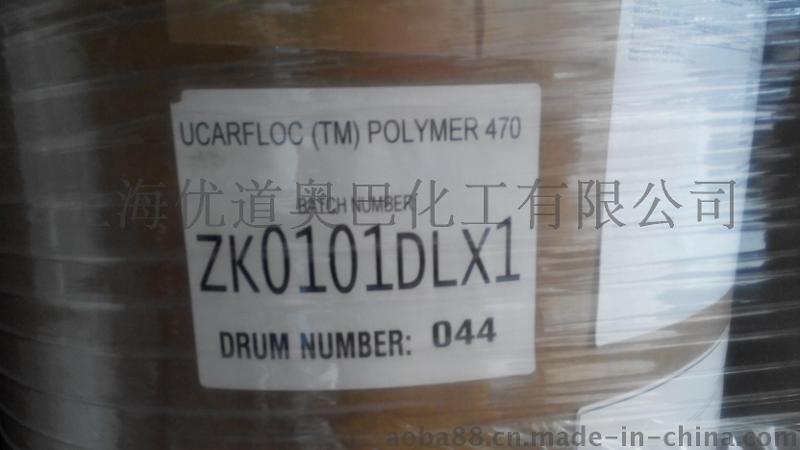 UCARFLOC (TM) POLYMER 470
BATCH NUMBER
上海优道奥巴化工有限公司
ZK0101DLX1
DRUM NUMBER: 044
aoba88.cn.made-in-china.com